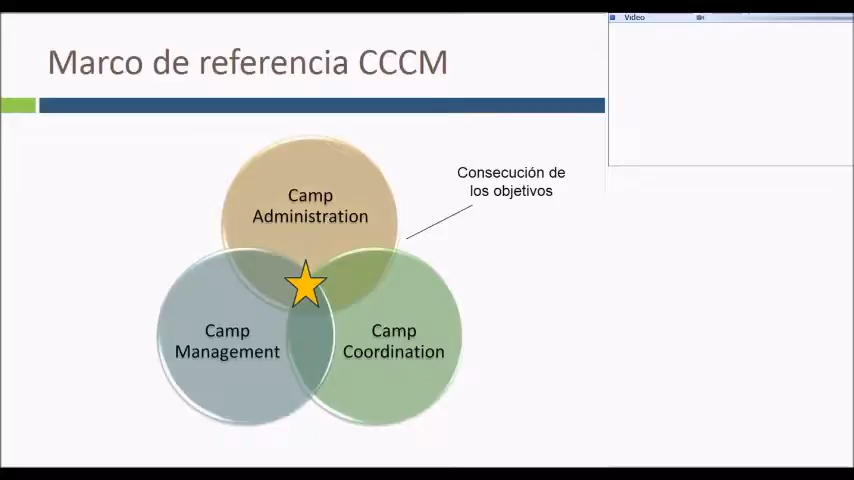 Video
Marco de referencia CCCM
Consecución de
los objetivos
Camp
Administration
Camp
Management
Camp
Coordination